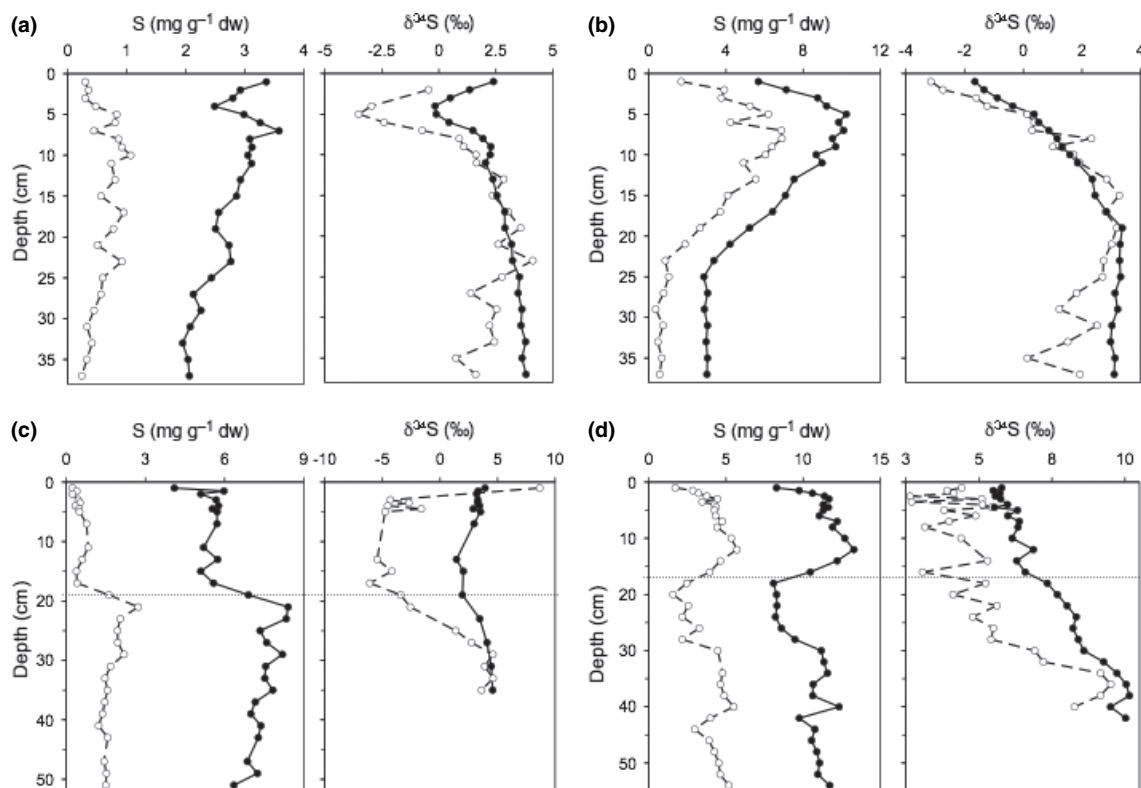 (a) S (mg g⁻¹ dw) δ³⁴S (‰)
0 1 2 3 4 -5 -2.5 0 2.5 5
Depth (cm)
0
5
10
15
20
25
30
35
(b) S (mg g⁻¹ dw) δ³⁴S (‰)
0 4 8 12 -4 -2 0 2 4
Depth (cm)
0
5
10
15
20
25
30
35
(c) S (mg g⁻¹ dw) δ³⁴S (‰)
0 3 6 9 -10 -5 0 5 10
Depth (cm)
0
10
20
30
40
50
(d) S (mg g⁻¹ dw) δ³⁴S (‰)
0 5 10 15 3 6 8 10
Depth (cm)
0
10
20
30
40
50